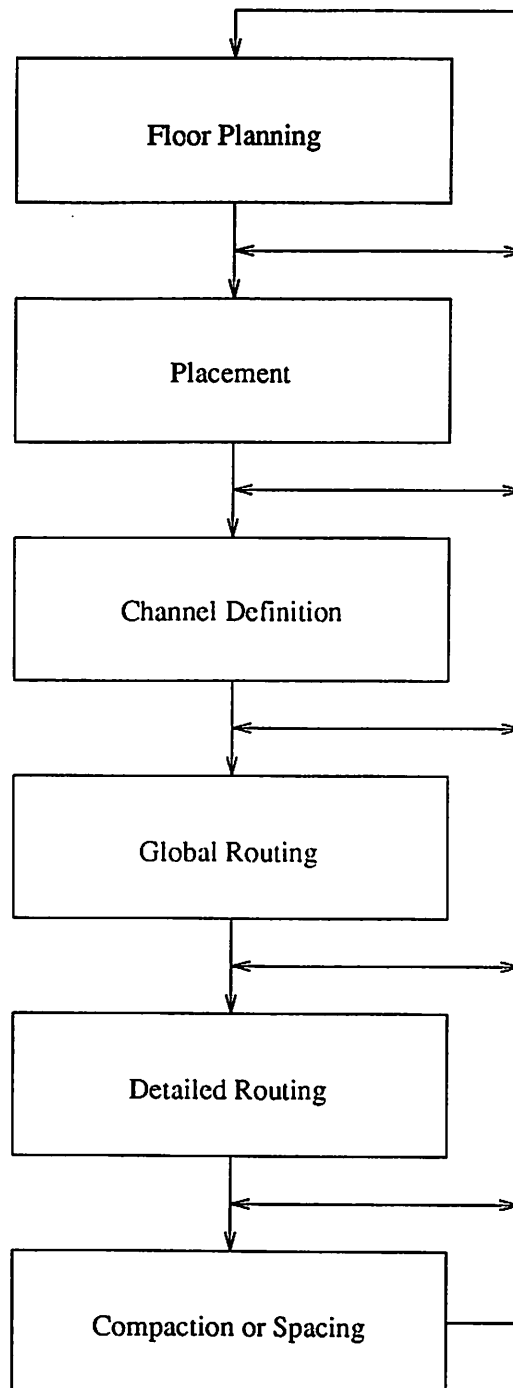 Floor Planning
Placement
Channel Definition
Global Routing
Detailed Routing
Compaction or Spacing